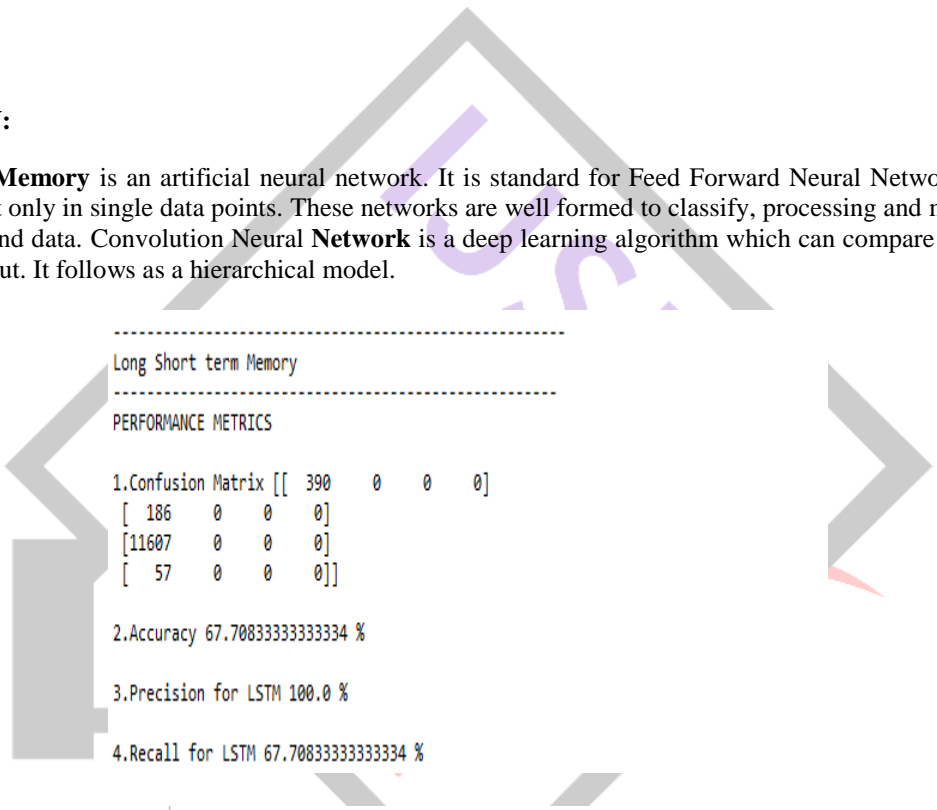 :
Memory is an artificial neural network. It is standard for Feed Forward Neural Netwo
only in single data points. These networks are well formed to classify, processing and
nd data. Convolution Neural Network is a deep learning algorithm which can compare
ut. It follows as a hierarchical model.
-----------------------------------------------------
Long Short term Memory
-----------------------------------------------------
PERFORMANCE METRICS
1.Confusion Matrix [[ 390 0 0 0]
[ 186 0 0 0]
[11607 0 0 0]
[ 57 0 0 0]]
2.Accuracy 67.70833333333334 %
3.Precision for LSTM 100.0 %
4.Recall for LSTM 67.70833333333334 %